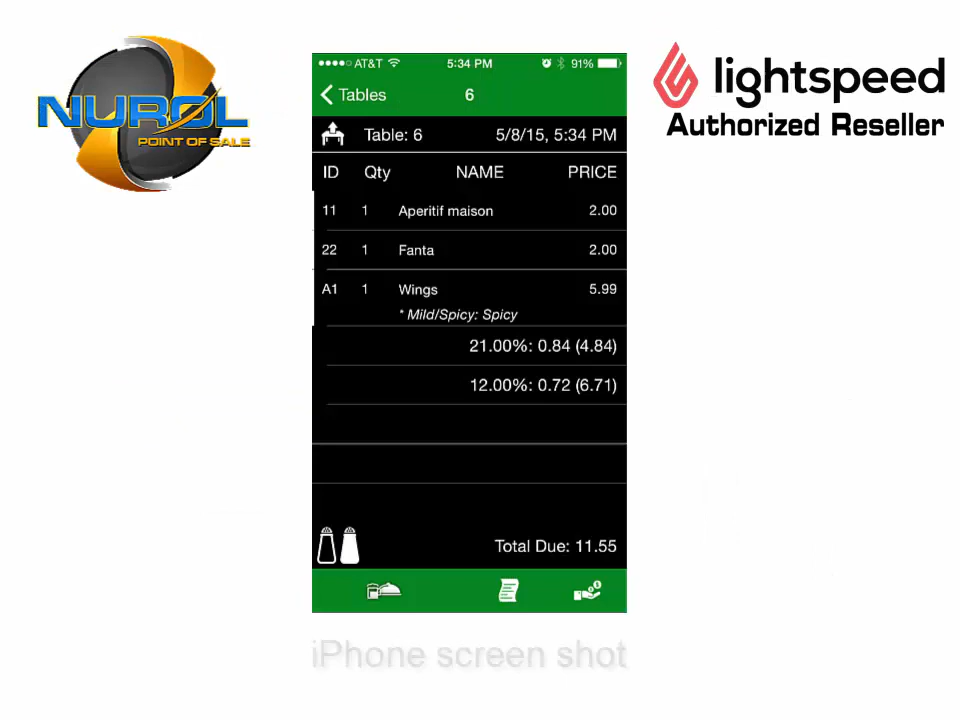 NUROL
POINT OF SALE
lightspeed
Authorized Reseller
AT&T 5:34 PM 91%
Tables 6
Table: 6 5/8/15, 5:34 PM
ID Qty NAME PRICE
11 1 Aperitif maison 2.00
22 1 Fanta 2.00
A1 1 Wings 5.99
* Mild/Spicy: Spicy
21.00%: 0.84 (4.84)
12.00%: 0.72 (6.71)
Total Due: 11.55
iPhone screen shot